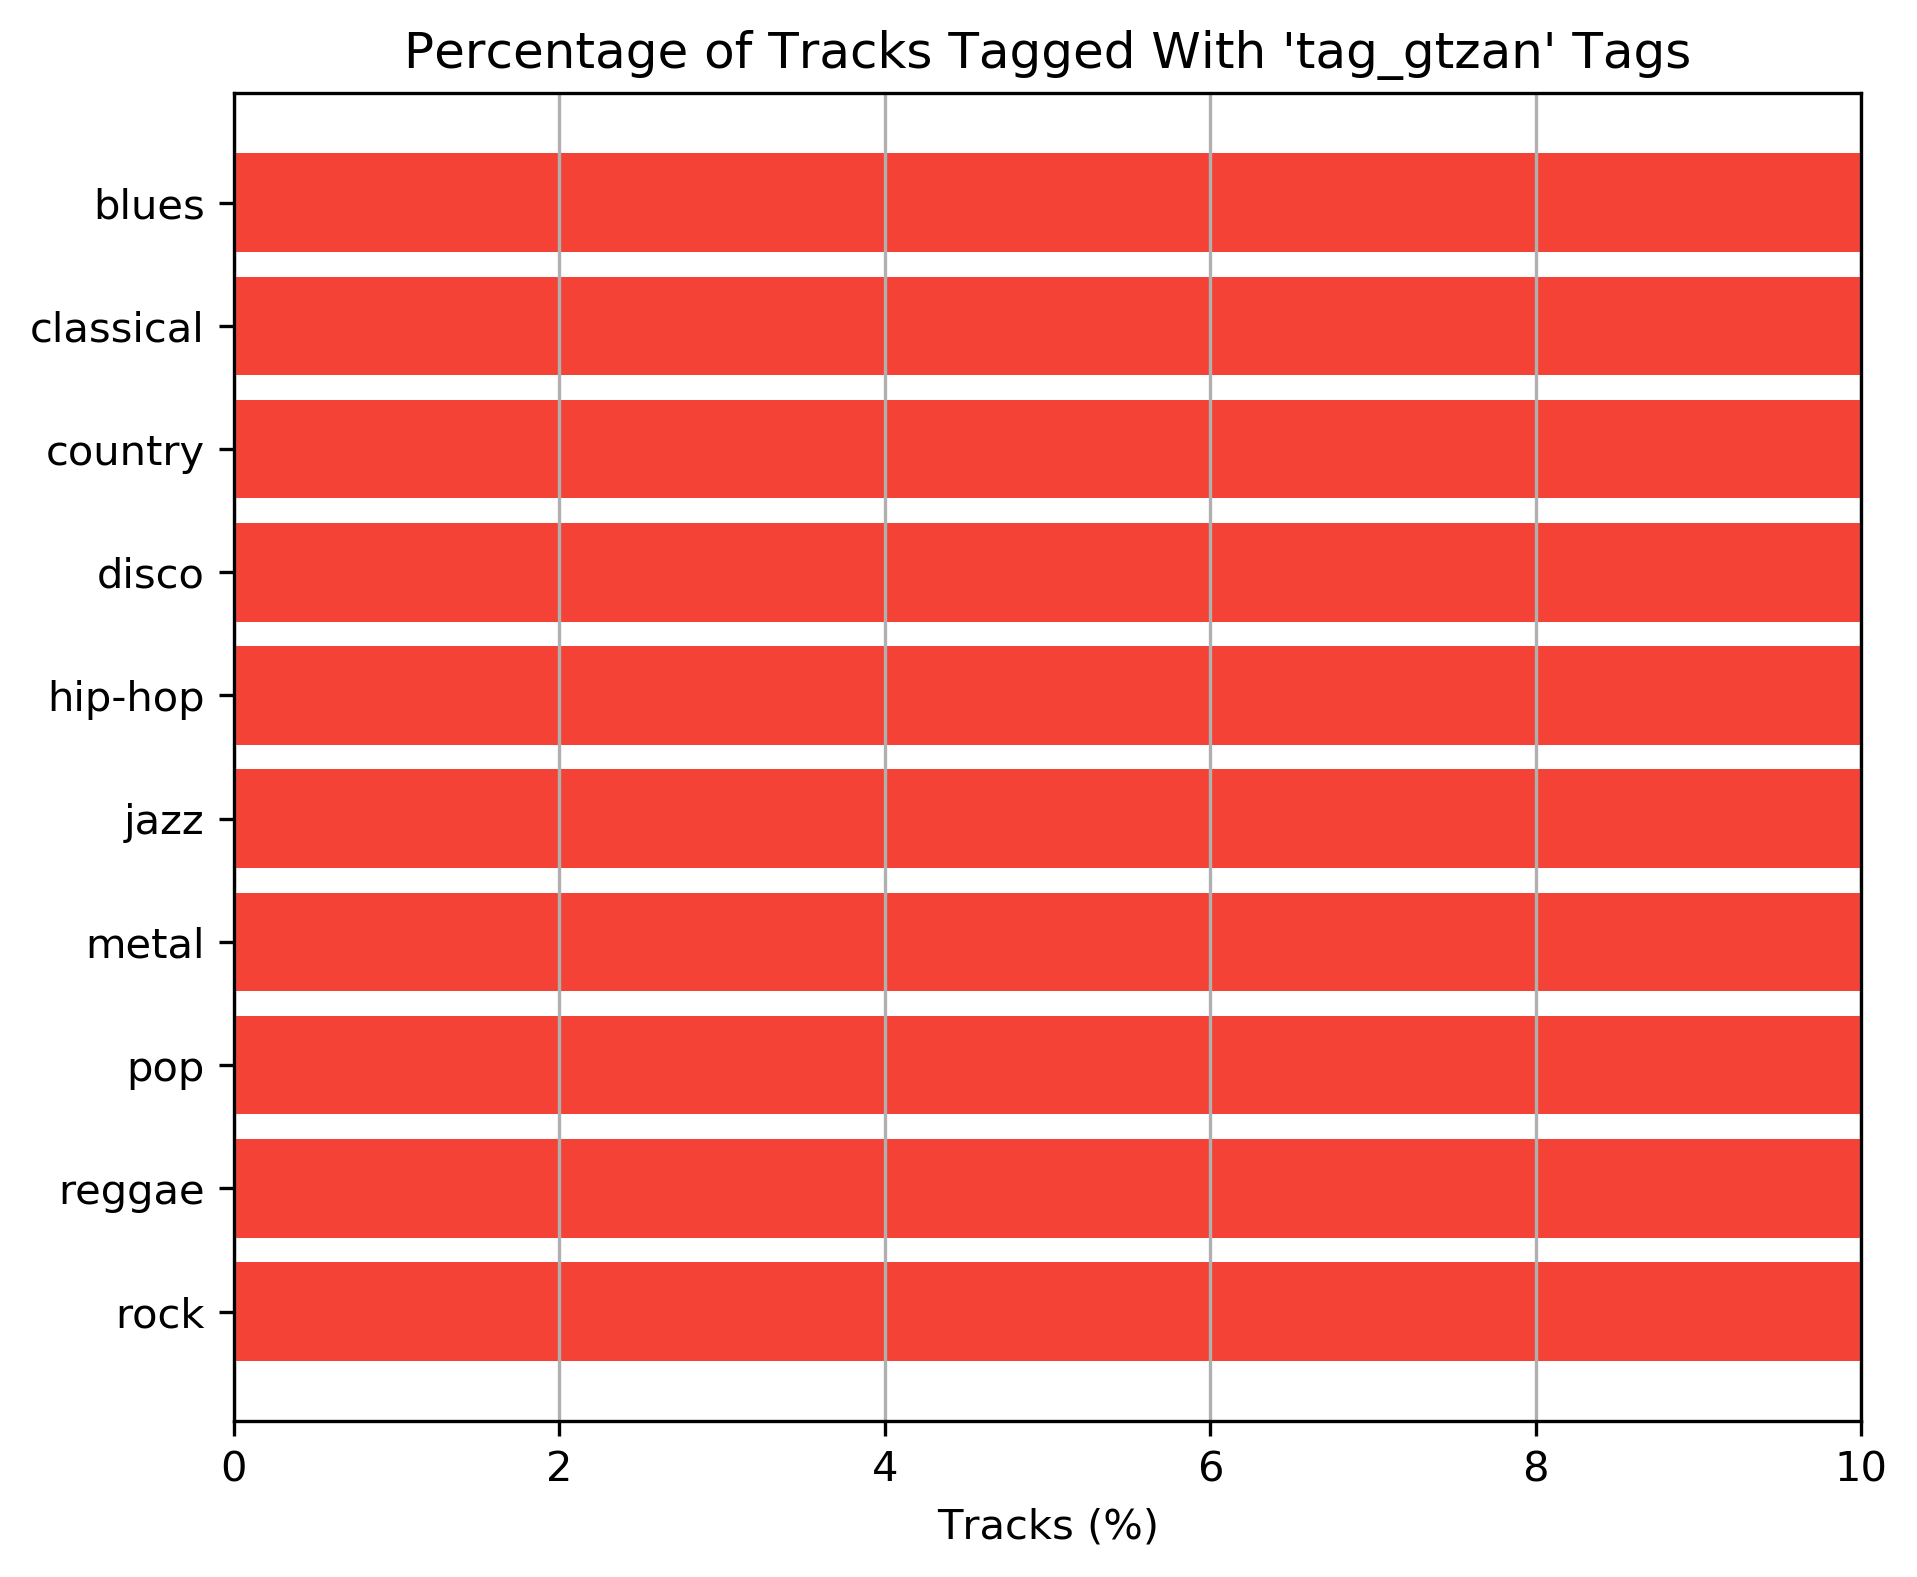 Percentage of Tracks Tagged With 'tag_gtzan' Tags
blues
classical
country
disco
hip-hop
jazz
metal
pop
reggae
rock
0 2 4 6 8 10
Tracks (%)